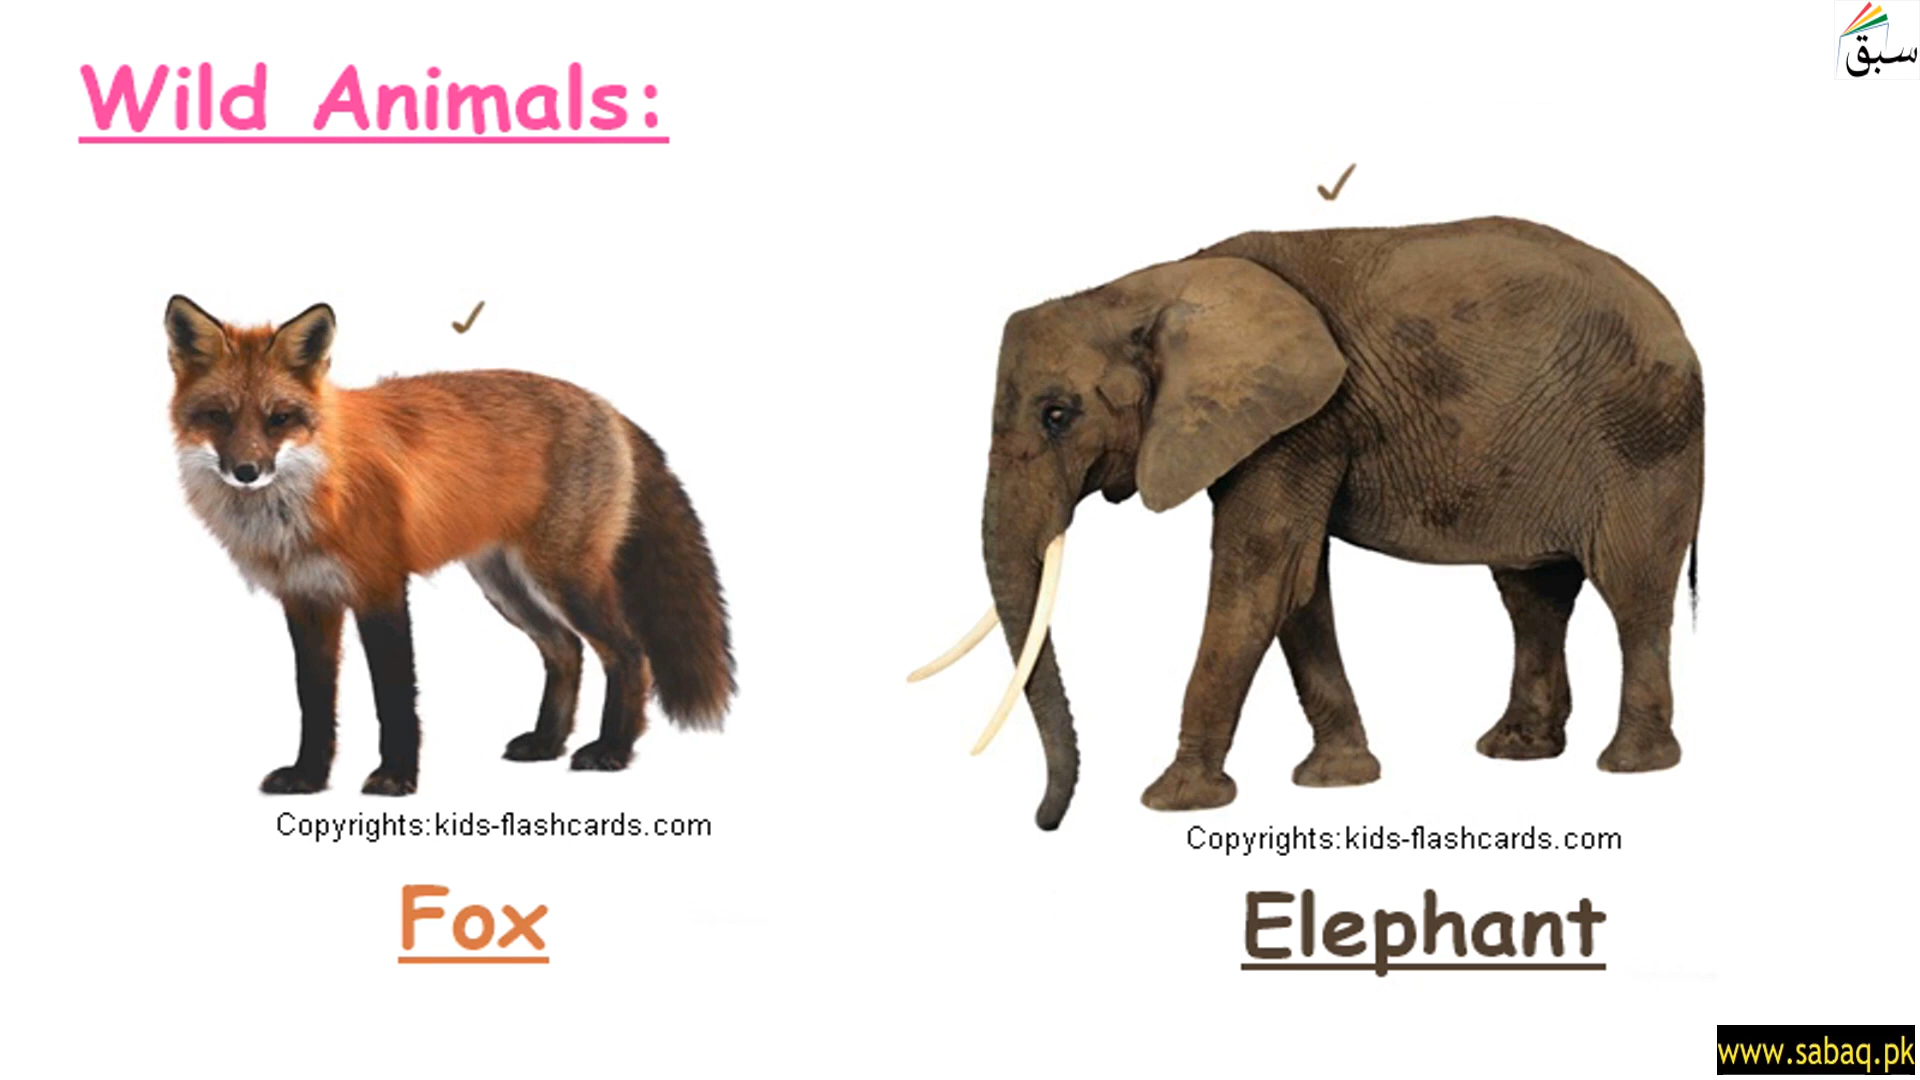 سبق
Wild Animals:
Copyrights:kids-flashcards.com
Copyrights:kids-flashcards.com
Fox
Elephant
www.sabaq.pk